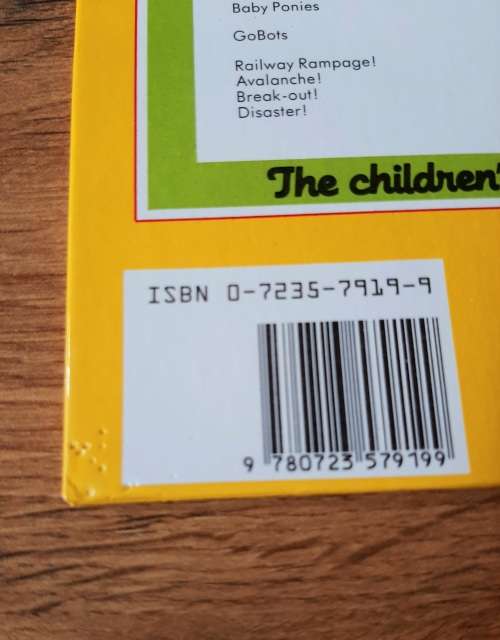 Baby Ponies
GoBots
Railway Rampage!
Avalanche!
Break-out!
Disaster!
The children'
ISBN 0-7235-7919-9
9 780723 579199